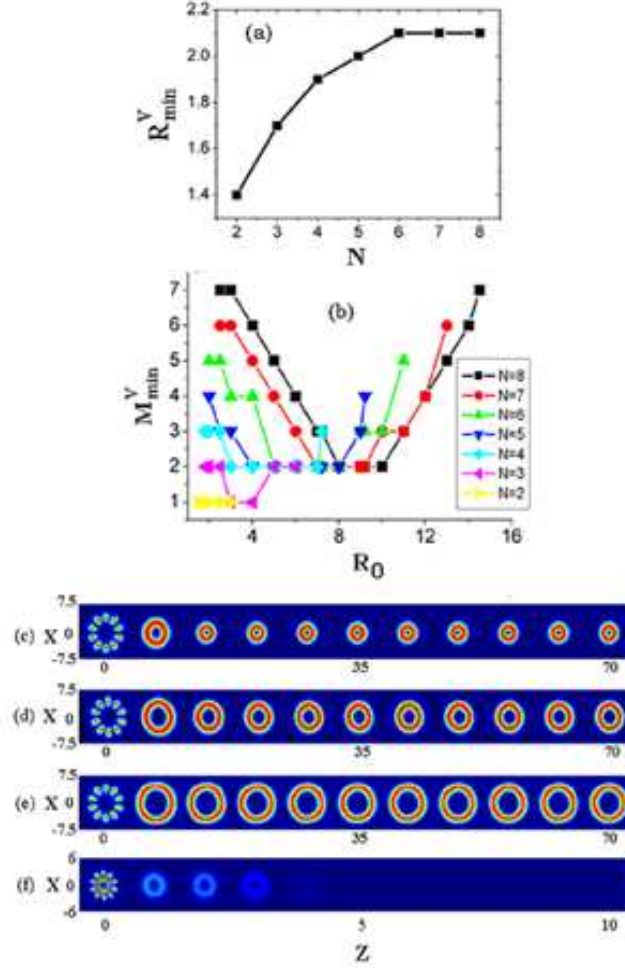 (a)
2.2
2.0
1.8
1.6
1.4
R^V_min
2 3 4 5 6 7 8
N
(b)
7
6
5
4
3
2
1
M^V_min
N=8
N=7
N=6
N=5
N=4
N=3
N=2
4 8 12 16
R_0
(c) X 7.5 0 -7.5
0 35 70
(d) X 7.5 0 -7.5
0 35 70
(e) X 7.5 0 -7.5
0 35 70
(f) X 6 0 -6
0 5 10
Z